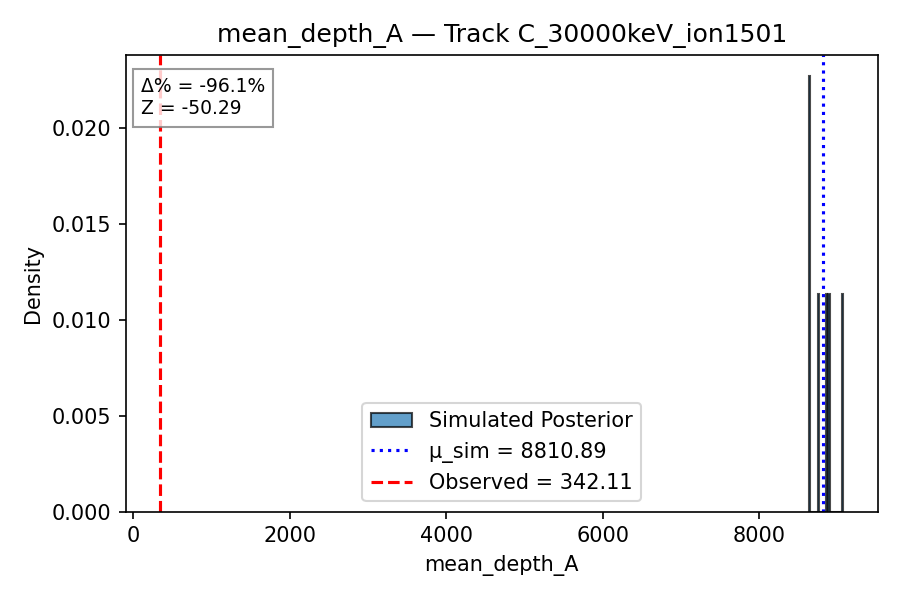 mean_depth_A — Track C_30000keV_ion1501
Δ% = -96.1%
Z = -50.29
Density
0.020
0.015
0.010
0.005
0.000
Simulated Posterior
μ_sim = 8810.89
Observed = 342.11
0 2000 4000 6000 8000
mean_depth_A